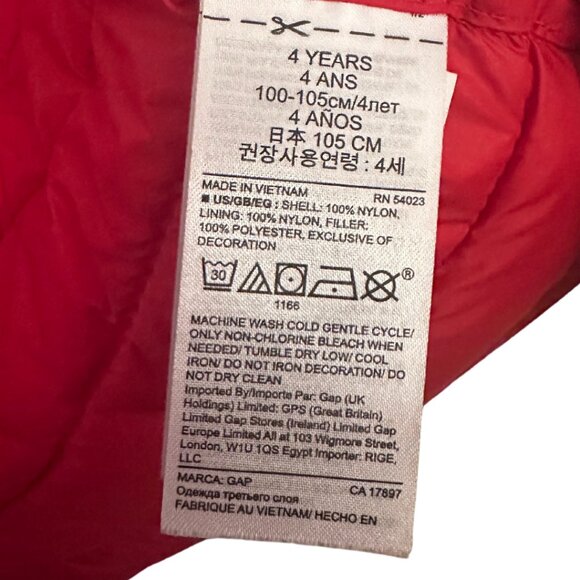 4 YEARS
4 ANS
100-105см/4лет
4 AÑOS
日本 105 CM
권장사용연령 : 4세
MADE IN VIETNAM RN 54023
■ US/GB/EG : SHELL: 100% NYLON,
LINING: 100% NYLON, FILLER:
100% POLYESTER, EXCLUSIVE OF
DECORATION
30 ®
1166
MACHINE WASH COLD GENTLE CYCLE/
ONLY NON-CHLORINE BLEACH WHEN
NEEDED/ TUMBLE DRY LOW/ COOL
IRON/ DO NOT IRON DECORATION/ DO
NOT DRY CLEAN
Imported By/Importe Par: Gap (UK
Holdings) Limited: GPS (Great Britain)
Limited Gap Stores (Ireland) Limited Gap
Europe Limited All at 103 Wigmore Street,
London, W1U 1QS Egypt Importer: RIGE,
LLC
MARCA: GAP CA 17897
Одежда третьего слоя
FABRIQUE AU VIETNAM/ HECHO EN